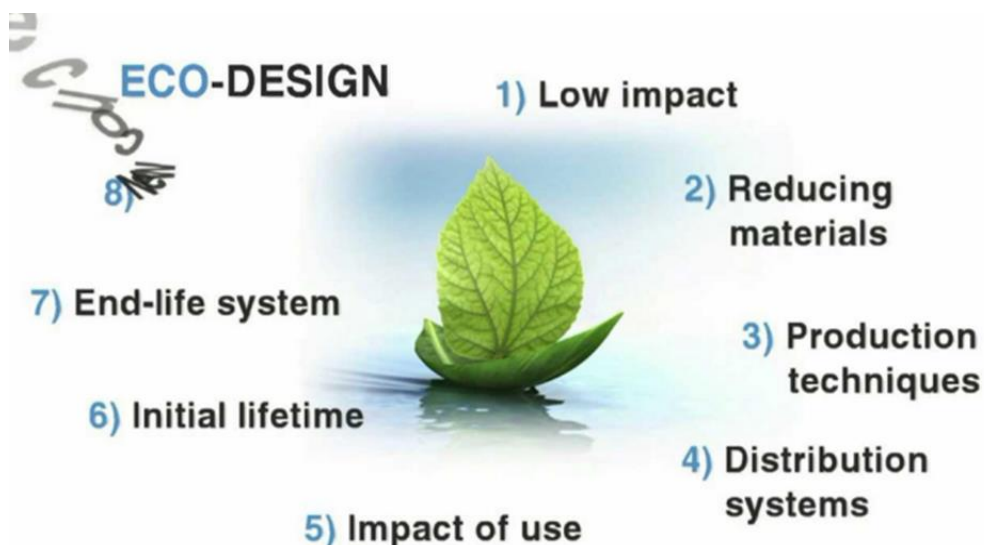 ECO-DESIGN
1) Low impact
2) Reducing
materials
3) Production
techniques
4) Distribution
systems
5) Impact of use
6) Initial lifetime
7) End-life system
8)